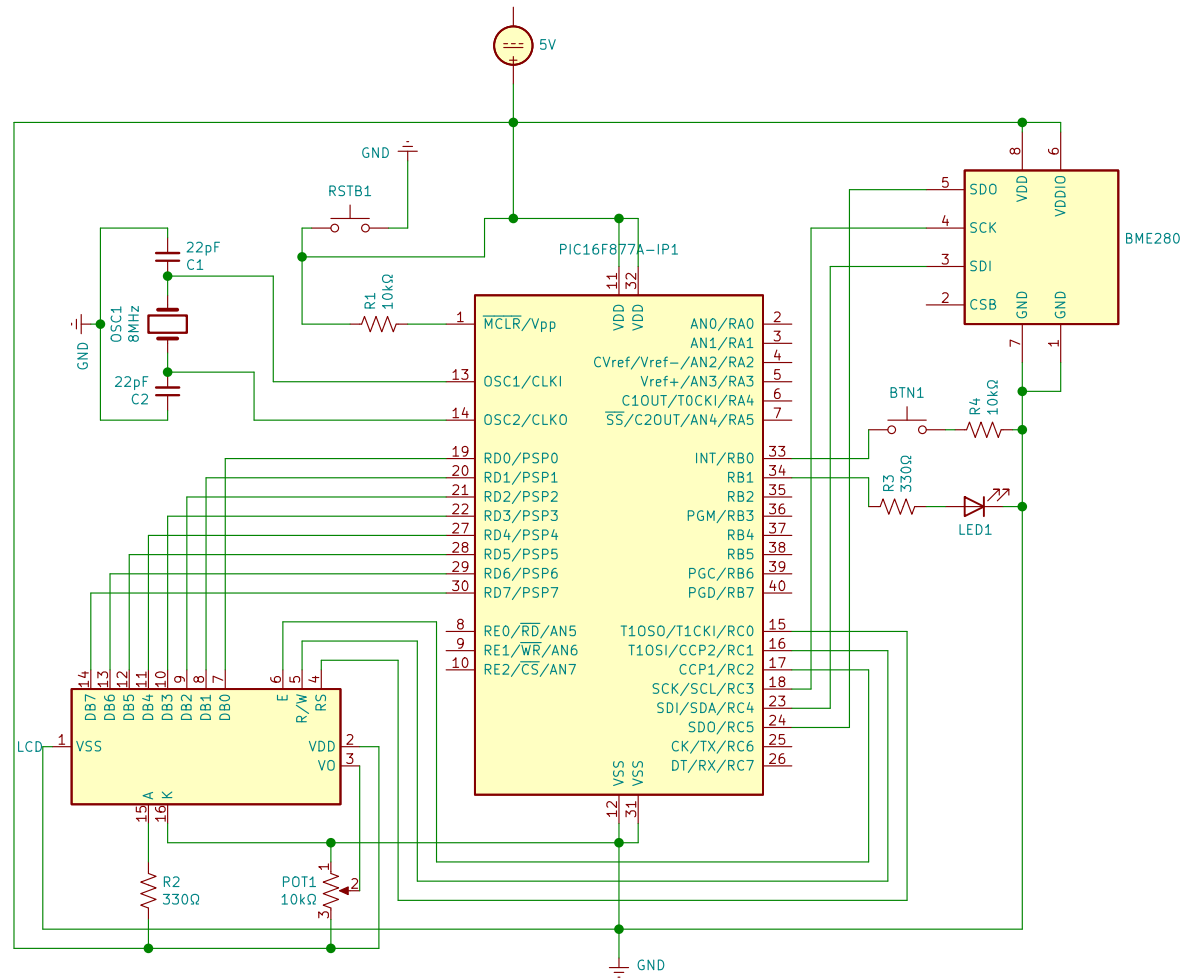 5V
GND
RSTB1
22pF
C1
OSC1
8MHz
GND
22pF
C2
R1
10kΩ
PIC16F877A-IP1
11
32
VDD
VDD
1
MCLR/Vpp
13
OSC1/CLKI
14
OSC2/CLKO
19
RD0/PSP0
20
RD1/PSP1
21
RD2/PSP2
22
RD3/PSP3
27
RD4/PSP4
28
RD5/PSP5
29
RD6/PSP6
30
RD7/PSP7
8
RE0/RD/AN5
9
RE1/WR/AN6
10
RE2/CS/AN7
AN0/RA0
2
AN1/RA1
3
CVref/Vref-/AN2/RA2
4
Vref+/AN3/RA3
5
C1OUT/T0CKI/RA4
6
SS/C2OUT/AN4/RA5
7
INT/RB0
33
RB1
34
RB2
35
PGM/RB3
36
RB4
37
RB5
38
PGC/RB6
39
PGD/RB7
40
T1OSO/T1CKI/RC0
15
T1OSI/CCP2/RC1
16
CCP1/RC2
17
SCK/SCL/RC3
18
SDI/SDA/RC4
23
SDO/RC5
24
CK/TX/RC6
25
DT/RX/RC7
26
VSS
VSS
12
31
8
6
VDD
VDDIO
5
SDO
4
SCK
3
SDI
2
CSB
GND
GND
7
1
BME280
BTN1
R4
10kΩ
R3
330Ω
LED1
14
13
12
11
10
9
8
7
6
5
4
DB7
DB6
DB5
DB4
DB3
DB2
DB1
DB0
E
R/W
RS
LCD
1
VSS
VDD
2
VO
3
A
K
15
16
R2
330Ω
POT1
10kΩ
1
2
3
GND